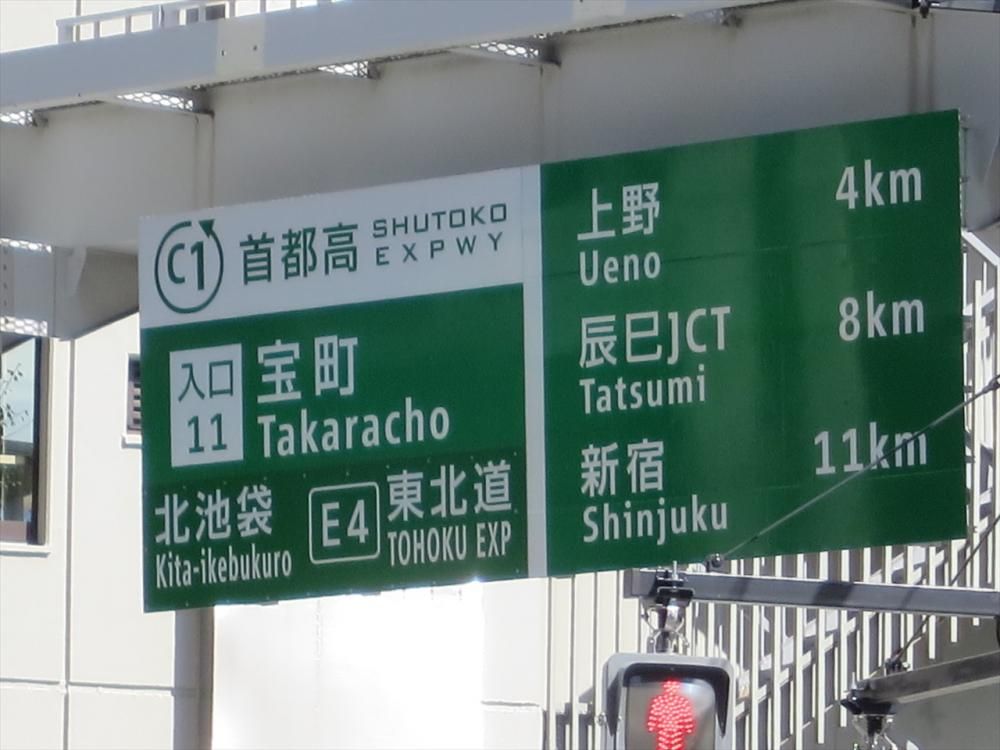 C1 首都高 SHUTOKO
EXPWY
入口
11
宝町
Takaracho
北池袋
Kita-ikebukuro
E4
東北道
TOHOKU EXP
上野 4km
Ueno
辰巳JCT 8km
Tatsumi
新宿 11km
Shinjuku